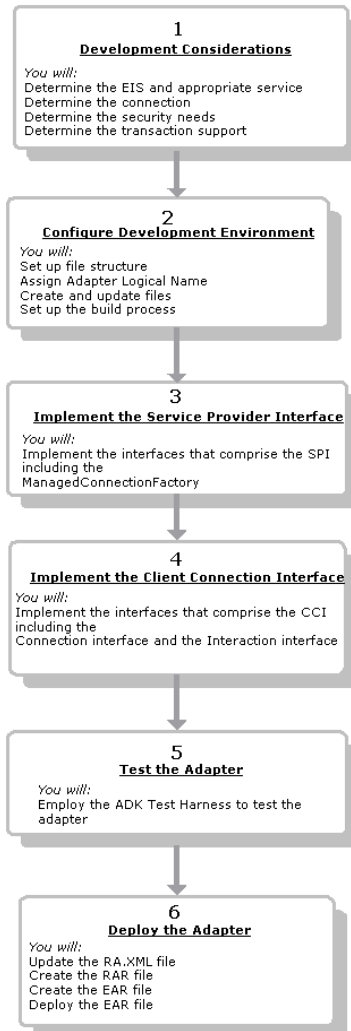 1
Development Considerations
You will:
Determine the EIS and appropriate service
Determine the connection
Determine the security needs
Determine the transaction support
2
Configure Development Environment
You will:
Set up file structure
Assign Adapter Logical Name
Create and update files
Set up the build process
3
Implement the Service Provider Interface
You will:
Implement the interfaces that comprise the SPI
including the
ManagedConnectionFactory
4
Implement the Client Connection Interface
You will:
Implement the interfaces that comprise the CCI
including the
Connection interface and the Interaction interface
5
Test the Adapter
You will:
Employ the ADK Test Harness to test the
adapter
6
Deploy the Adapter
You will:
Update the RA.XML file
Create the RAR file
Create the EAR file
Deploy the EAR file